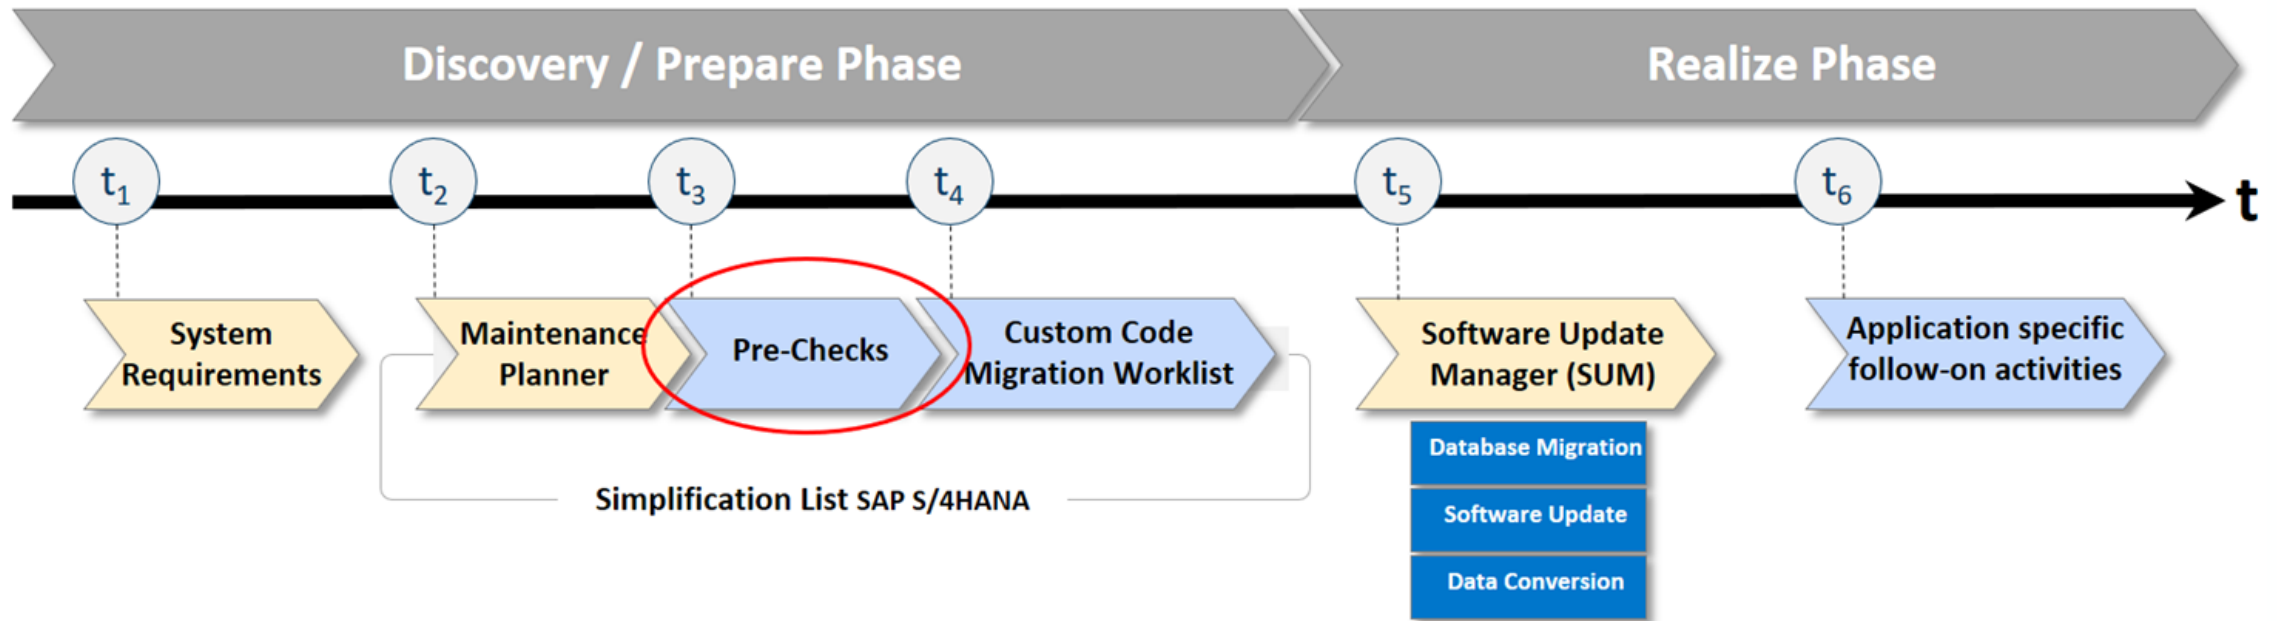 Discovery / Prepare Phase
Realize Phase
t1
t2
t3
t4
t5
t6
t
System
Requirements
Maintenance
Planner
Pre-Checks
Custom Code
Migration Worklist
Software Update
Manager (SUM)
Application specific
follow-on activities
Simplification List SAP S/4HANA
Database Migration
Software Update
Data Conversion